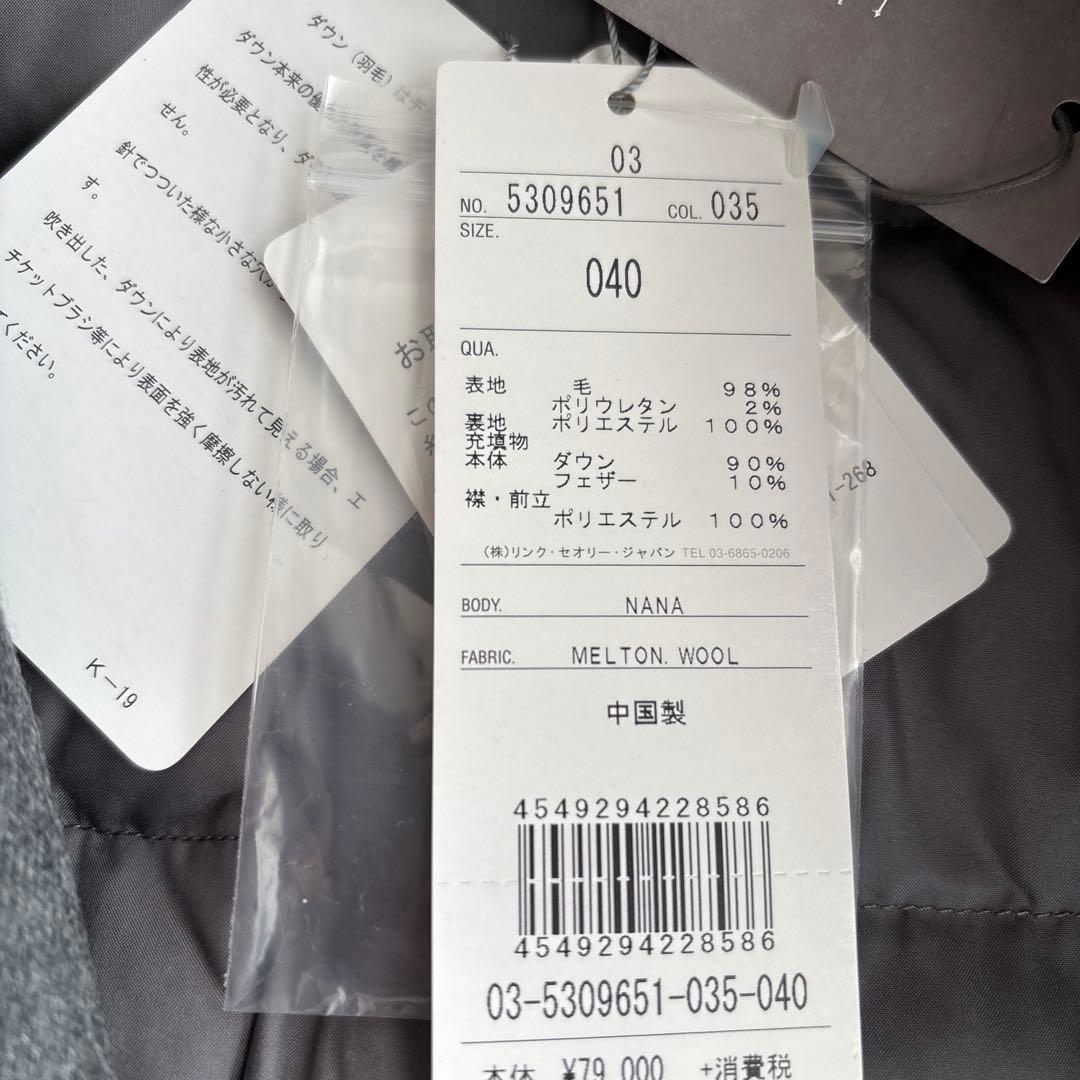 ダウン（羽毛）はデ
ダウン本来の
性が必要となり、ダ
せん。
針でつついた様な小さな穴か
す。
吹き出した、ダウンにより表地が汚れて見える場合、エ
チケットブラシ等により表面を強く摩擦しない様に取り
てください。
K－19
お取
1-268
03
NO. 5309651 COL. 035
SIZE.
040
QUA.
表地 毛 98%
ポリウレタン 2%
裏地 ポリエステル 100%
充填物
本体 ダウン 90%
フェザー 10%
襟・前立
ポリエステル 100%
（株）リンク・セオリー・ジャパン TEL 03-6865-0206
BODY. NANA
FABRIC. MELTON. WOOL
中国製
4549294228586
4549294228586
03-5309651-035-040
本体 ¥79,000 +消費税